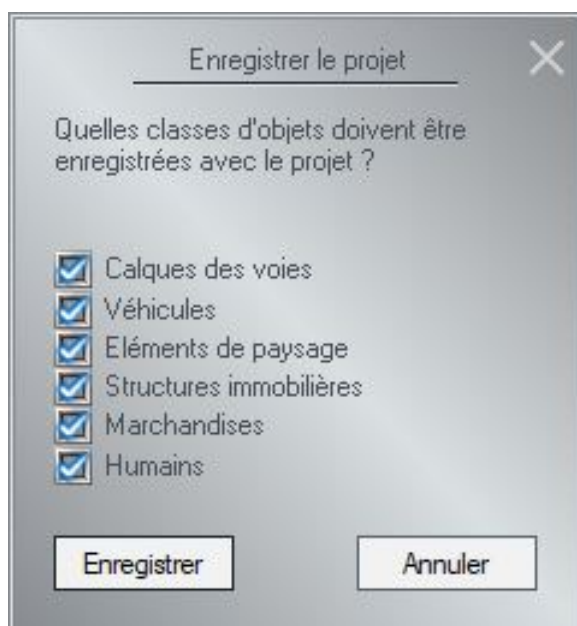 Enregistrer le projet
Quelles classes d'objets doivent être
enregistrées avec le projet ?
Calques des voies
Véhicules
Eléments de paysage
Structures immobilières
Marchandises
Humains
Enregistrer
Annuler